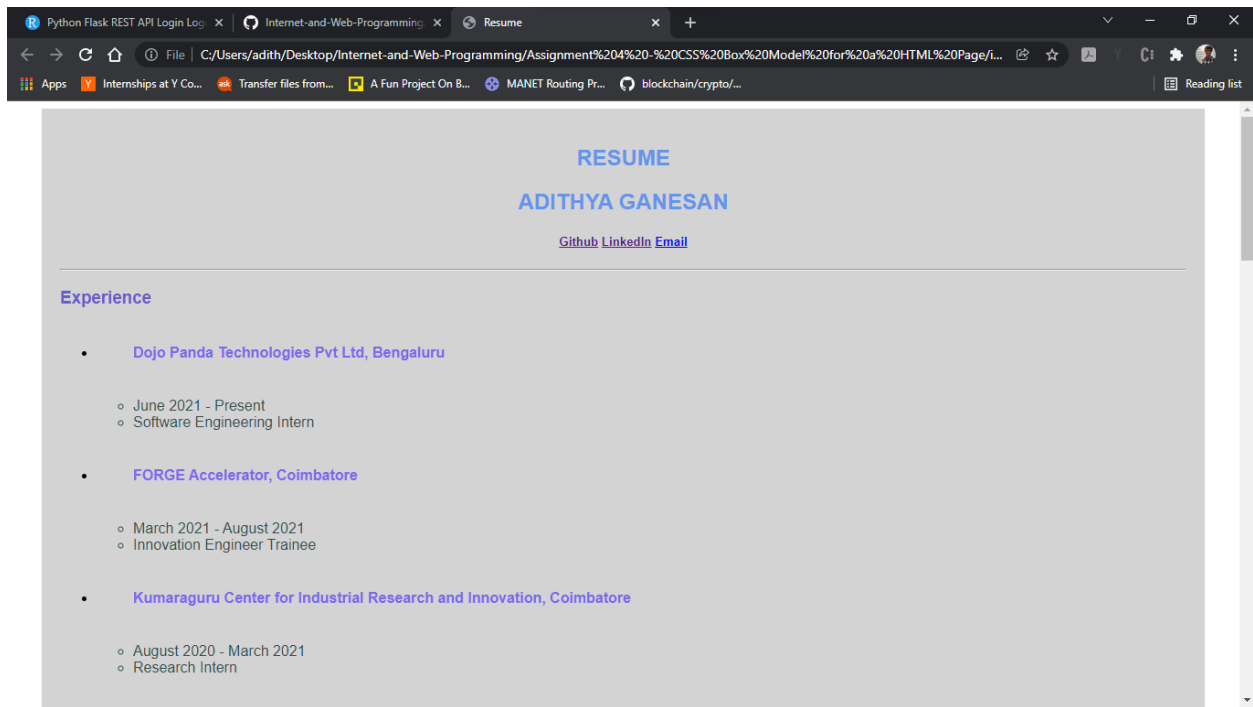 Python Flask REST API Login Log
Internet-and-Web-Programming
Resume
File
C:/Users/adith/Desktop/Internet-and-Web-Programming/Assignment%204%20-%20CSS%20Box%20Model%20for%20a%20HTML%20Page/i...
Apps
Internships at Y Co...
Transfer files from...
A Fun Project On B...
MANET Routing Pr...
blockchain/crypto/...
Reading list
RESUME
ADITHYA GANESAN
Github LinkedIn Email
Experience
• Dojo Panda Technologies Pvt Ltd, Bengaluru
◦ June 2021 - Present
◦ Software Engineering Intern
• FORGE Accelerator, Coimbatore
◦ March 2021 - August 2021
◦ Innovation Engineer Trainee
• Kumaraguru Center for Industrial Research and Innovation, Coimbatore
◦ August 2020 - March 2021
◦ Research Intern